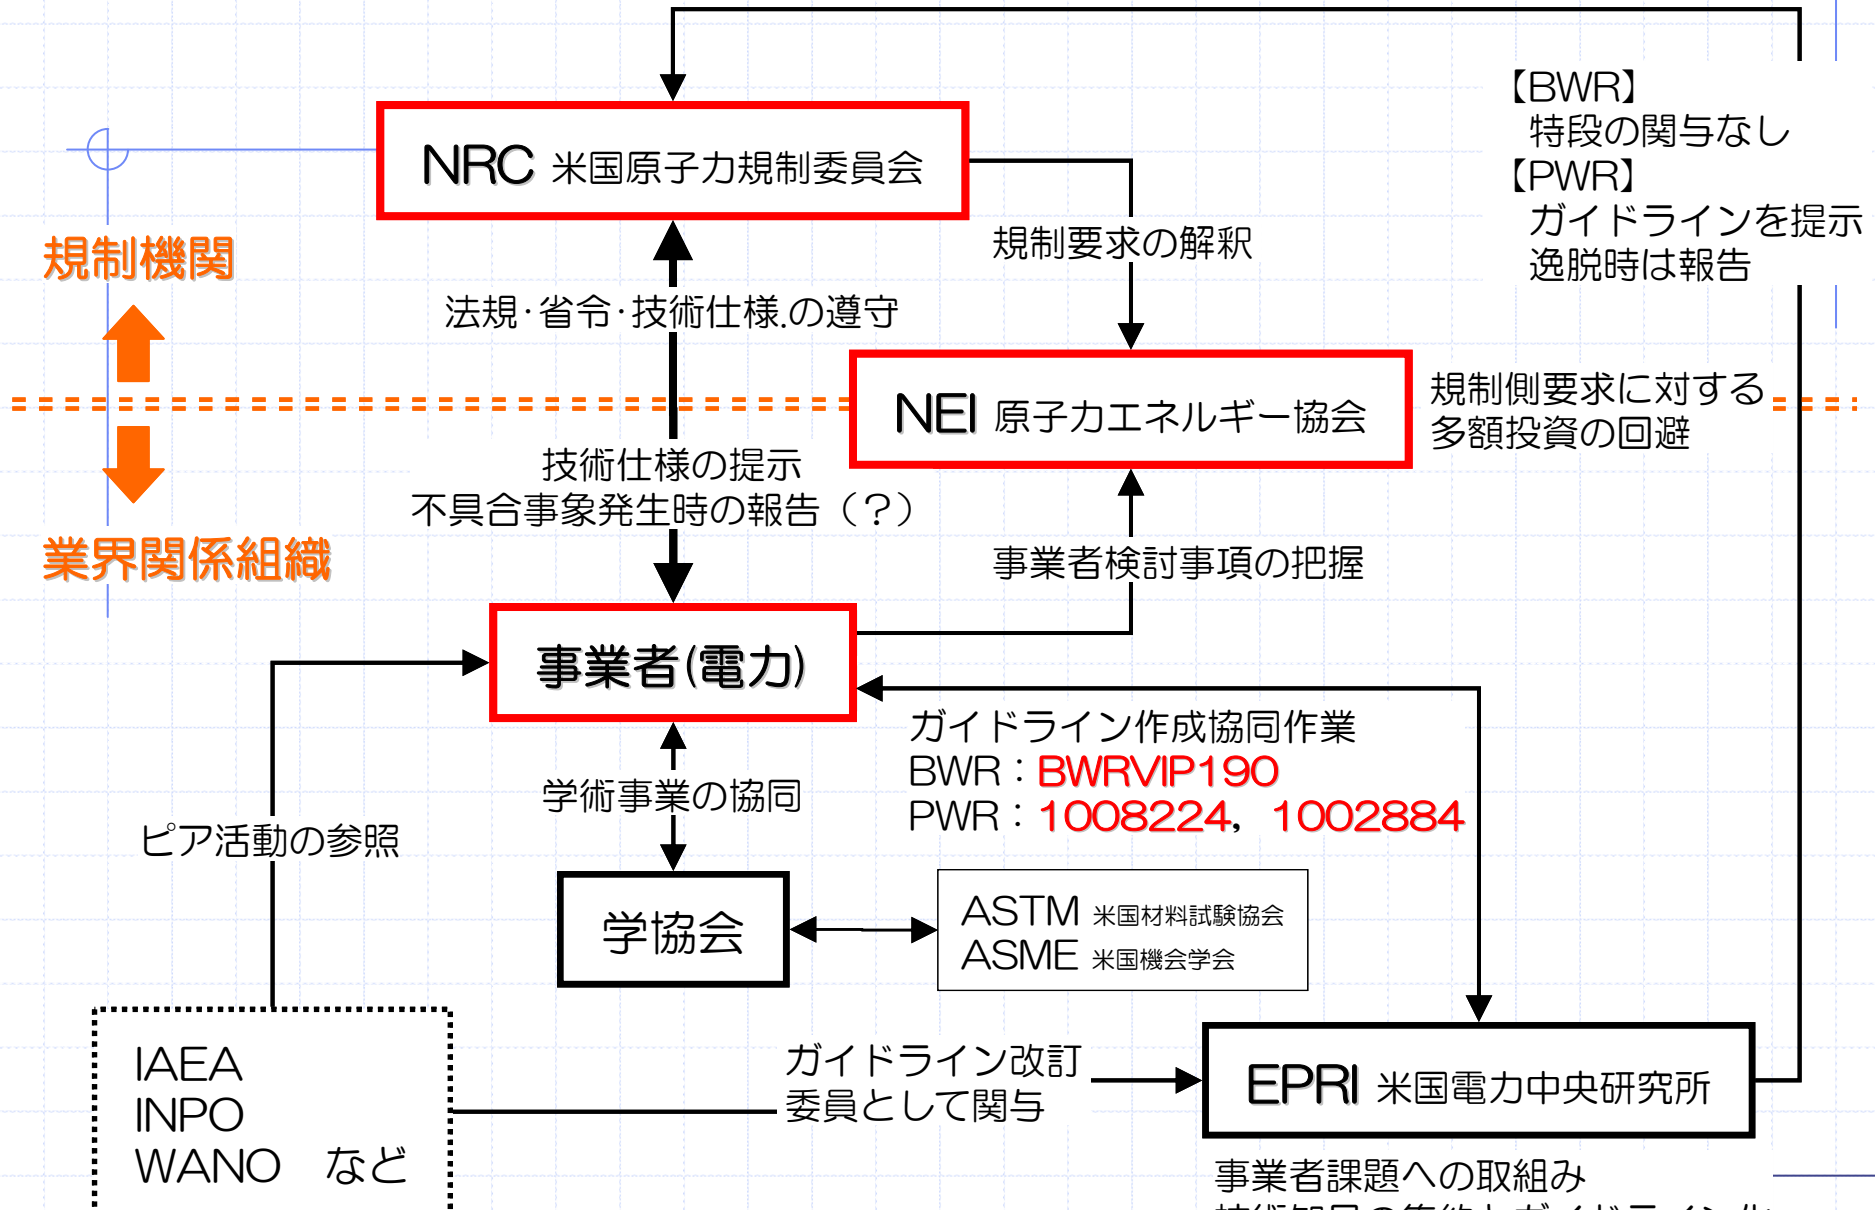 【BWR】
特段の関与なし
【PWR】
ガイドラインを提示
逸脱時は報告
NRC 米国原子力規制委員会
規制機関
規制要求の解釈
法規・省令・技術仕様.の遵守
NEI 原子力エネルギー協会
規制側要求に対する
多額投資の回避
技術仕様の提示
不具合事象発生時の報告（？）
業界関係組織
事業者検討事項の把握
事業者(電力)
ガイドライン作成協同作業
BWR：BWRVIP190
PWR：1008224，1002884
学術事業の協同
ピア活動の参照
学協会
ASTM 米国材料試験協会
ASME 米国機会学会
IAEA
INPO
WANO　など
ガイドライン改訂
委員として関与
EPRI 米国電力中央研究所
事業者課題への取組み